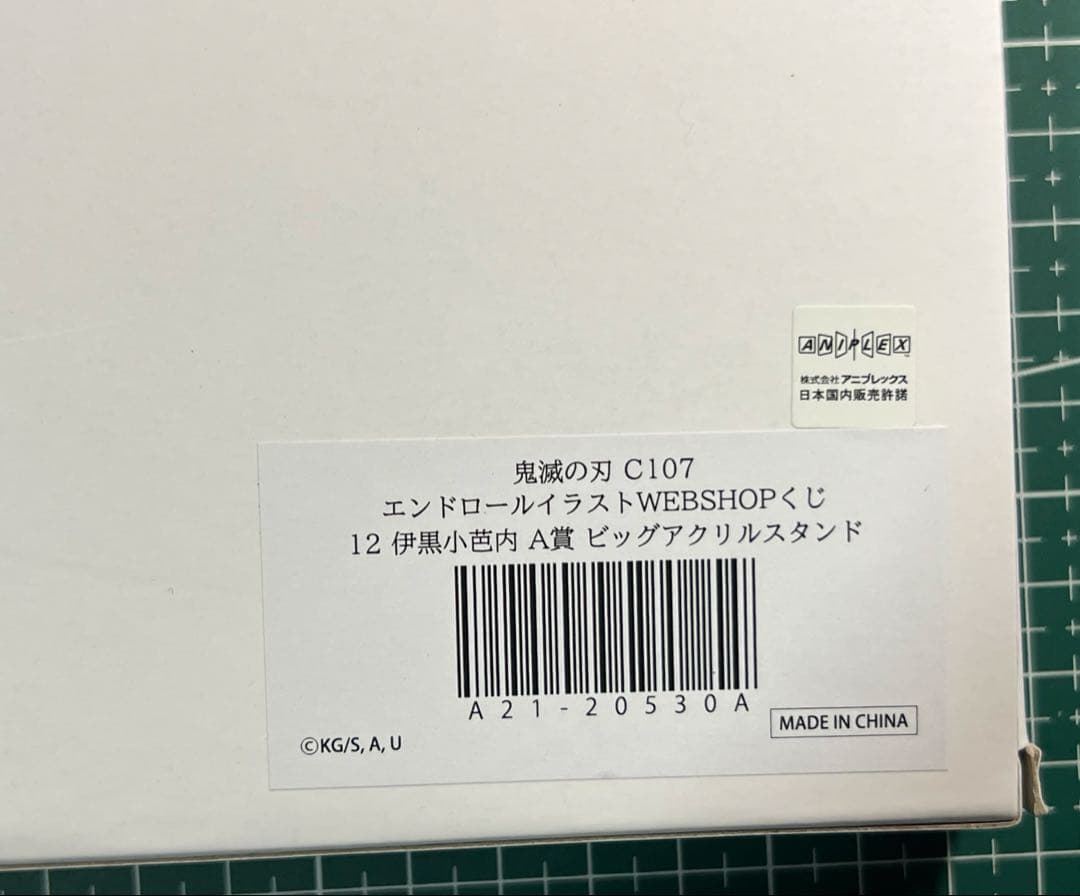 ANIPLEX
株式会社アニプレックス
日本国内販売許諾
鬼滅の刃 C107
エンドロールイラストWEBSHOPくじ
12 伊黒小芭内 A賞 ビッグアクリルスタンド
A21-20530A
MADE IN CHINA
©KG/S, A, U